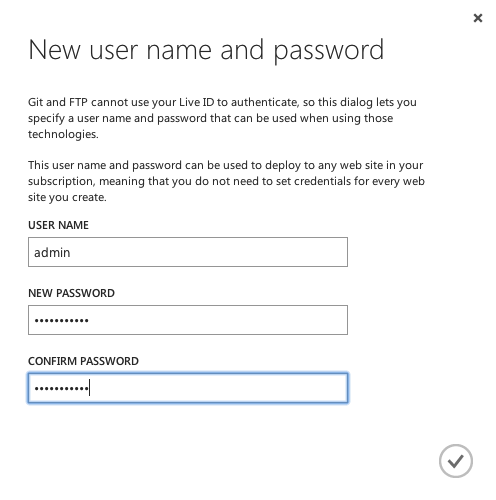 New user name and password
Git and FTP cannot use your Live ID to authenticate, so this dialog lets you
specify a user name and password that can be used when using those
technologies.
This user name and password can be used to deploy to any web site in your
subscription, meaning that you do not need to set credentials for every web
site you create.
USER NAME
admin
NEW PASSWORD
•••••••••••
CONFIRM PASSWORD
•••••••••••